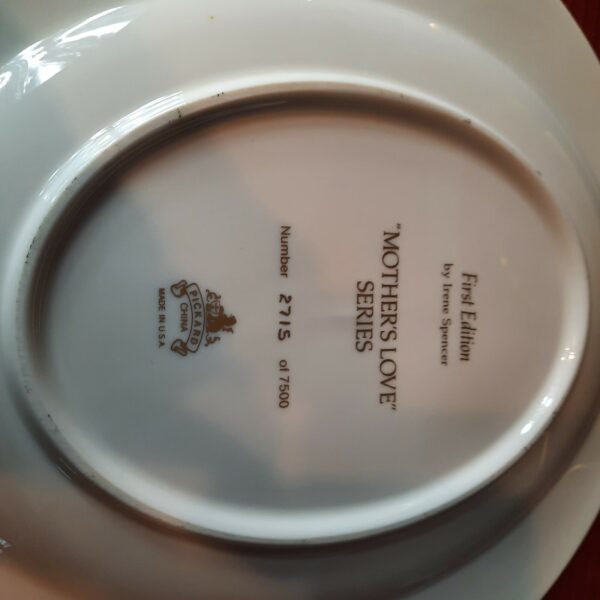 First Edition
by Irene Spencer
"MOTHER'S LOVE"
SERIES
Number 2715 of 7500
PICKARD
CHINA
MADE IN U.S.A.